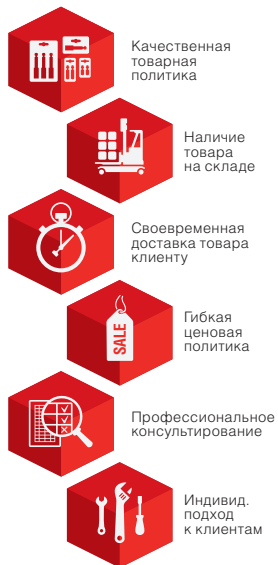 Качественная
товарная
политика
Наличие
товара
на складе
Своевременная
доставка товара
клиенту
SALE
Гибкая
ценовая
политика
Профессиональное
консультирование
Индивид.
подход
к клиентам